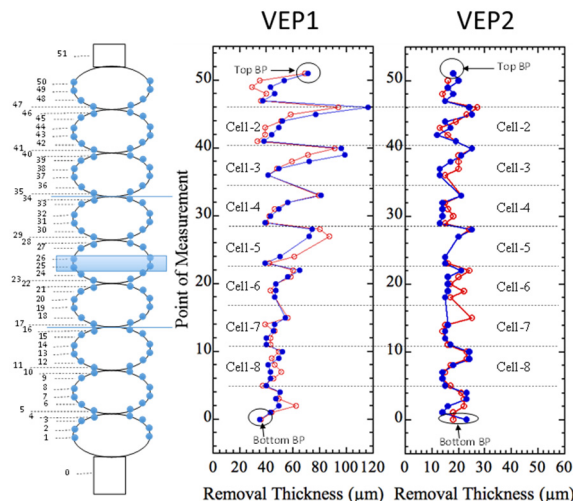 51
50
49
48
47
46
45
44
43
42
41
40
39
38
37
36
35
34
33
32
31
30
29
28
27
26
25
24
23
22
21
20
19
18
17
16
15
14
13
12
11
10
9
8
7
6
5
4
3
2
1
0
VEP1
Point of Measurement
50
40
30
20
10
0
Top BP
Cell-2
Cell-3
Cell-4
Cell-5
Cell-6
Cell-7
Cell-8
Bottom BP
0 40 80 120
Removal Thickness (µm)
VEP2
50
40
30
20
10
0
Top BP
Cell-2
Cell-3
Cell-4
Cell-5
Cell-6
Cell-7
Cell-8
Bottom BP
0 10 20 30 40 50 60
Removal Thickness (µm)